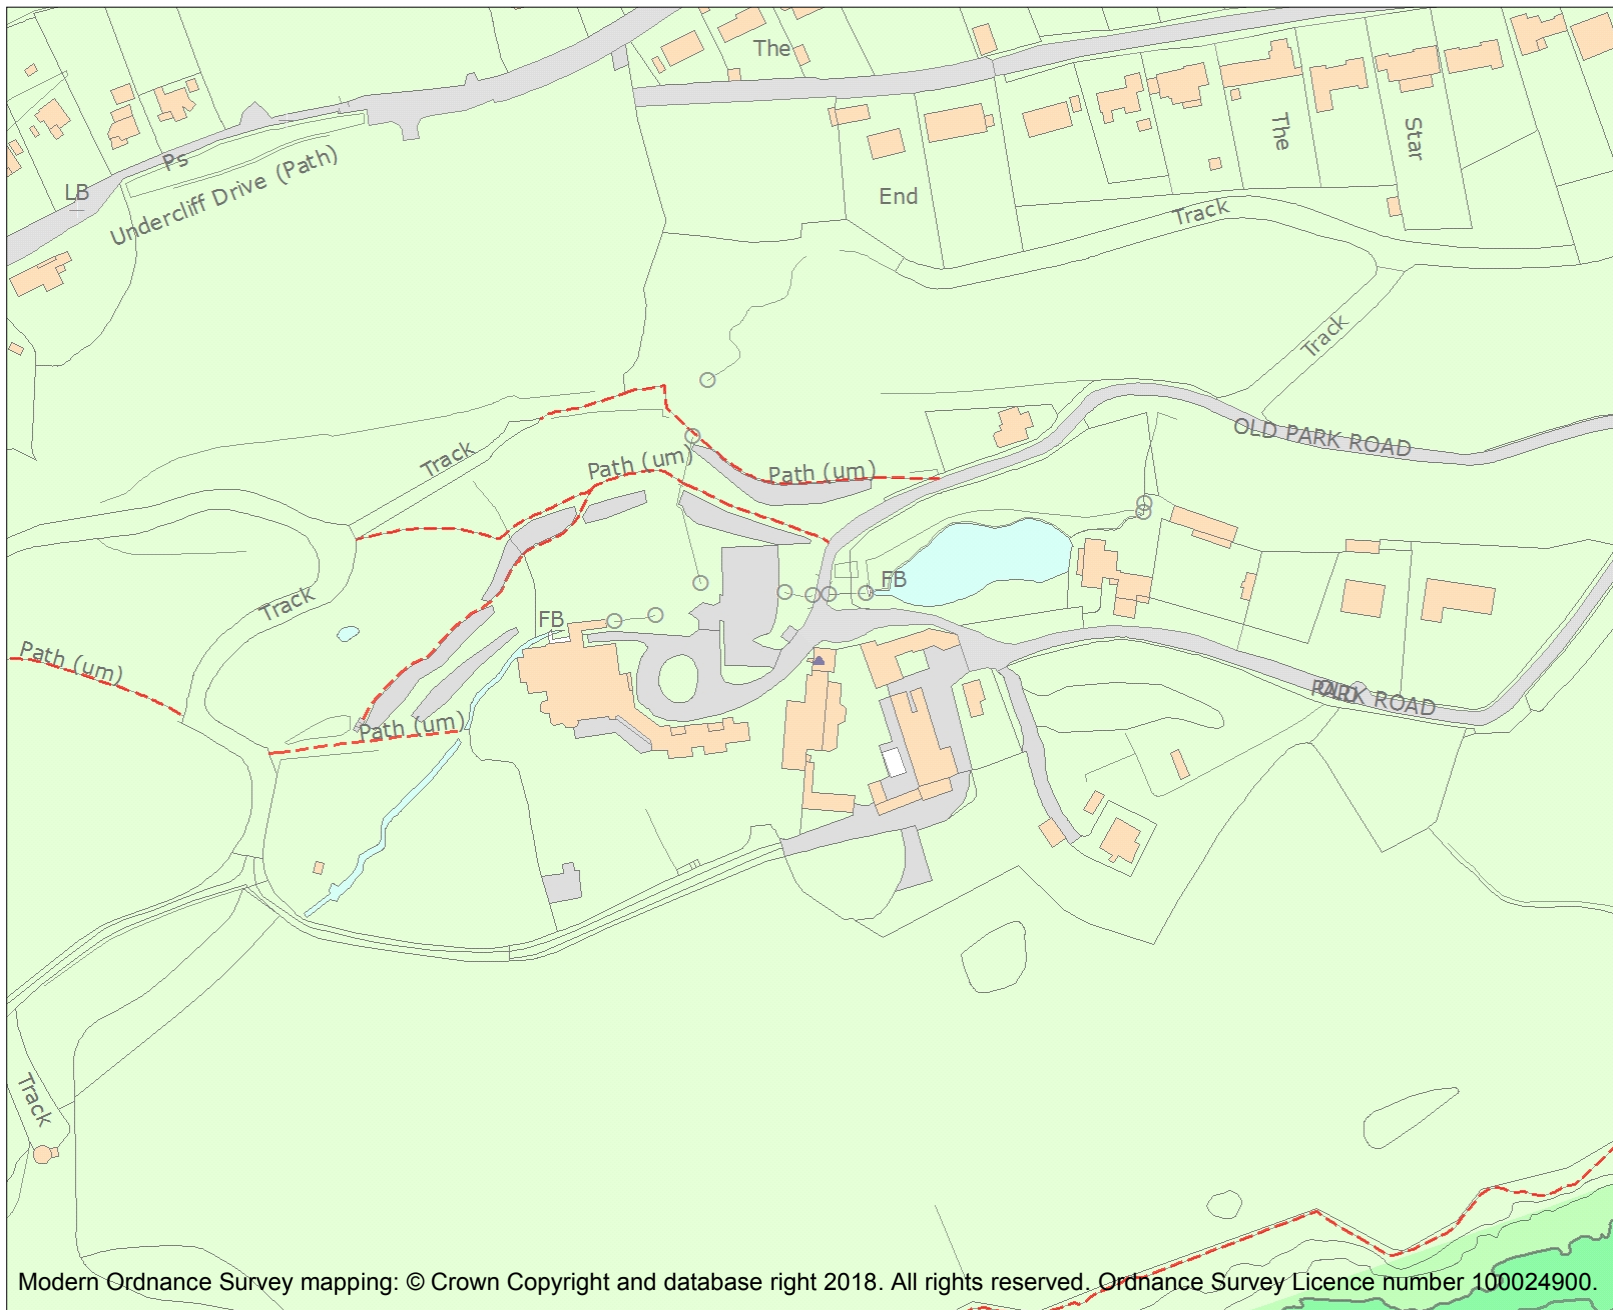 The
The
Star
Ps
LB
Undercliff Drive (Path)
End
Track
Track
OLD PARK ROAD
Track
Path (um)
Path (um)
FB
Track
FB
Path (um)
PARK ROAD
Path (um)
Track
Modern Ordnance Survey mapping: © Crown Copyright and database right 2018. All rights reserved. Ordnance Survey Licence number 100024900.